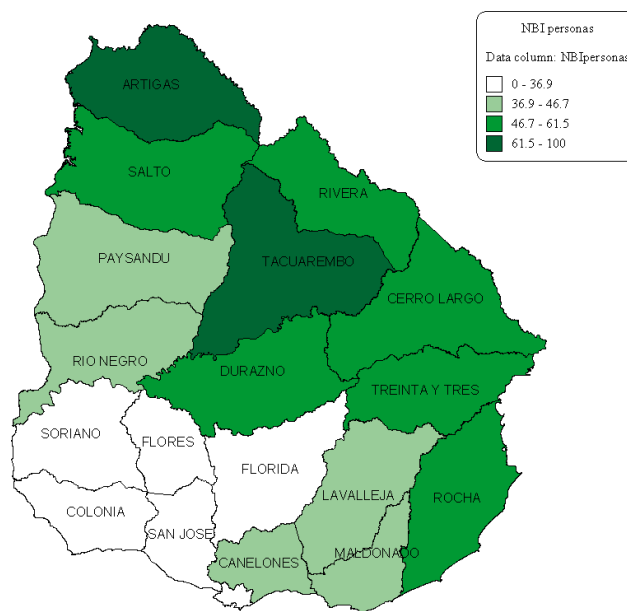 NBI personas
Data column: NBIpersonas
0 - 36.9
36.9 - 46.7
46.7 - 61.5
61.5 - 100
ARTIGAS
SALTO
RIVERA
PAYSANDU
TACUAREMBO
CERRO LARGO
RIO NEGRO
DURAZNO
TREINTA Y TRES
SORIANO
FLORES
FLORIDA
LAVALLEJA
ROCHA
COLONIA
SAN JOSE
MALDONADO
CANELONES